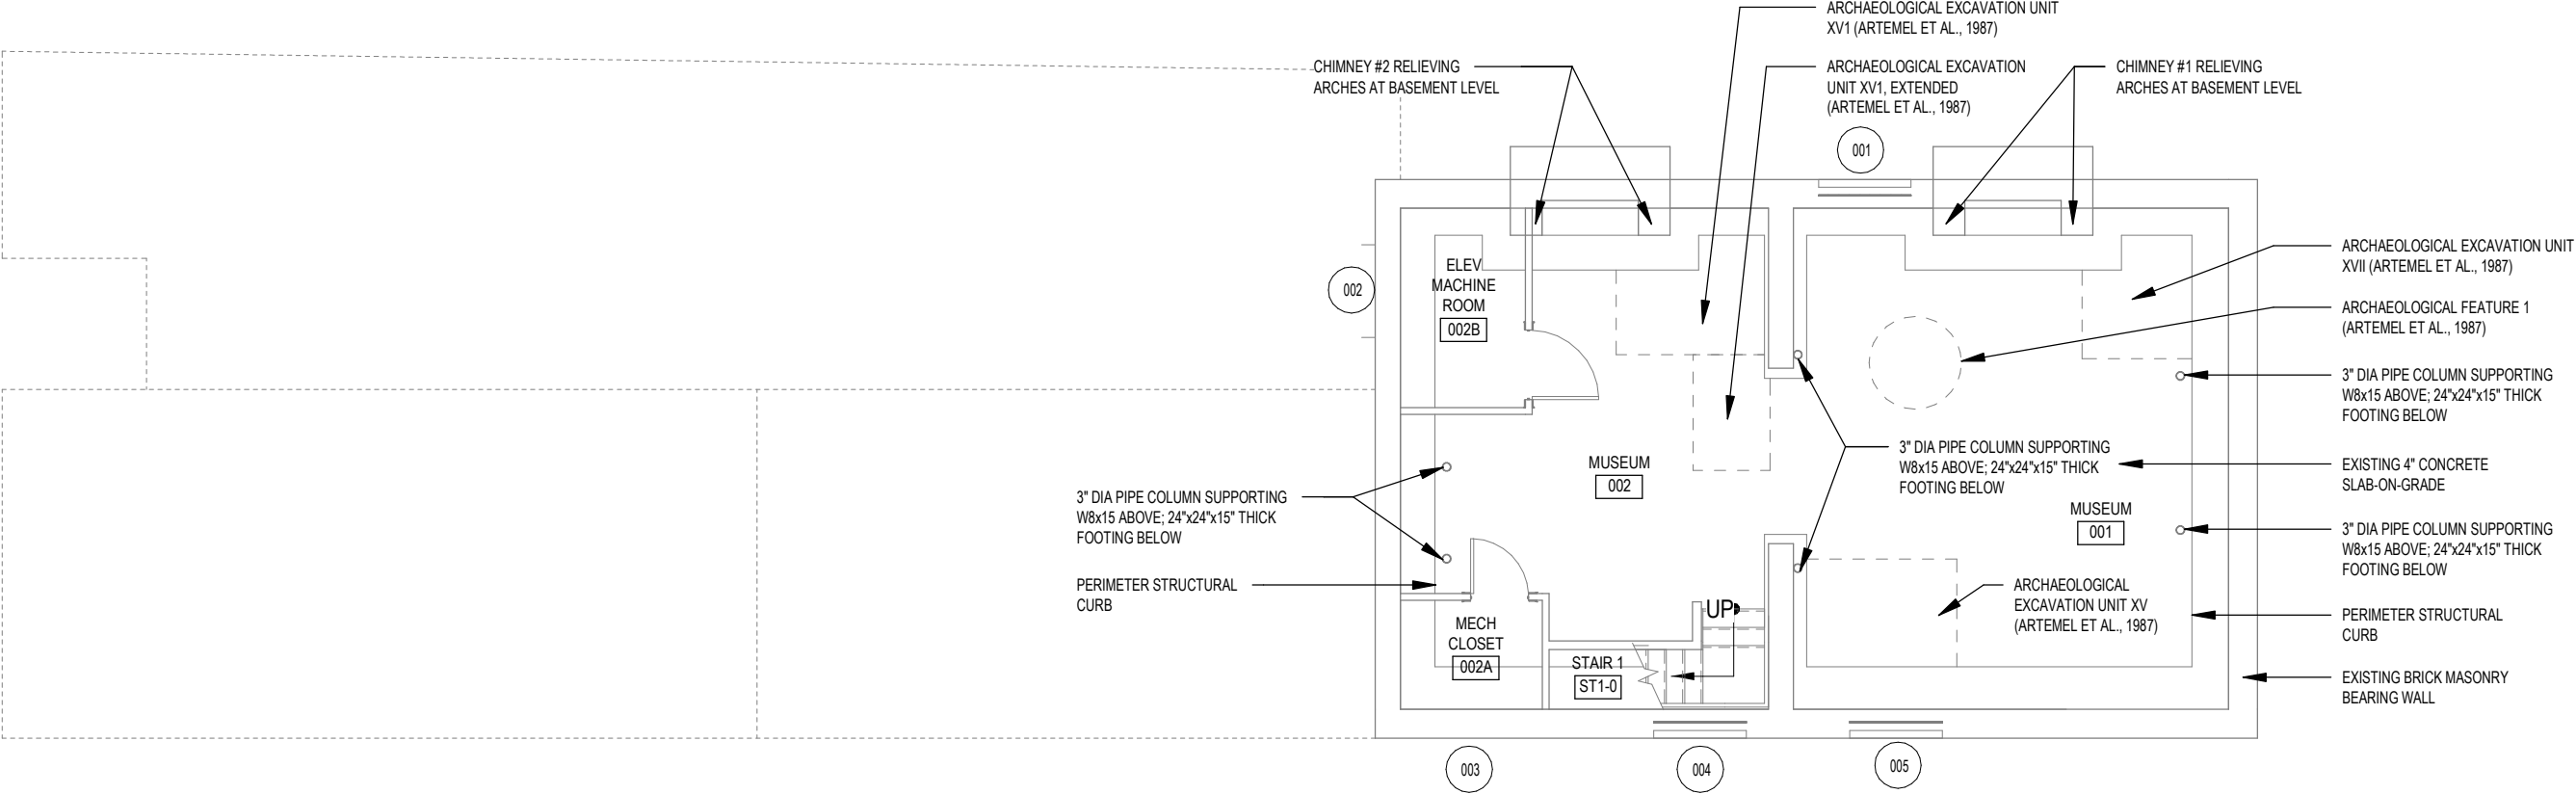 ARCHAEOLOGICAL EXCAVATION UNIT
XV1 (ARTEMEL ET AL., 1987)
CHIMNEY #2 RELIEVING
ARCHES AT BASEMENT LEVEL
ARCHAEOLOGICAL EXCAVATION
UNIT XV1, EXTENDED
(ARTEMEL ET AL., 1987)
CHIMNEY #1 RELIEVING
ARCHES AT BASEMENT LEVEL
001
ARCHAEOLOGICAL EXCAVATION UNIT
XVII (ARTEMEL ET AL., 1987)
002
ELEV
MACHINE
ROOM
002B
ARCHAEOLOGICAL FEATURE 1
(ARTEMEL ET AL., 1987)
3" DIA PIPE COLUMN SUPPORTING
W8x15 ABOVE; 24"x24"x15" THICK
FOOTING BELOW
3" DIA PIPE COLUMN SUPPORTING
W8x15 ABOVE; 24"x24"x15" THICK
FOOTING BELOW
MUSEUM
002
EXISTING 4" CONCRETE
SLAB-ON-GRADE
3" DIA PIPE COLUMN SUPPORTING
W8x15 ABOVE; 24"x24"x15" THICK
FOOTING BELOW
MUSEUM
001
3" DIA PIPE COLUMN SUPPORTING
W8x15 ABOVE; 24"x24"x15" THICK
FOOTING BELOW
PERIMETER STRUCTURAL
CURB
ARCHAEOLOGICAL
EXCAVATION UNIT XV
(ARTEMEL ET AL., 1987)
UP
PERIMETER STRUCTURAL
CURB
MECH
CLOSET
002A
STAIR 1
ST1-0
EXISTING BRICK MASONRY
BEARING WALL
003
004
005